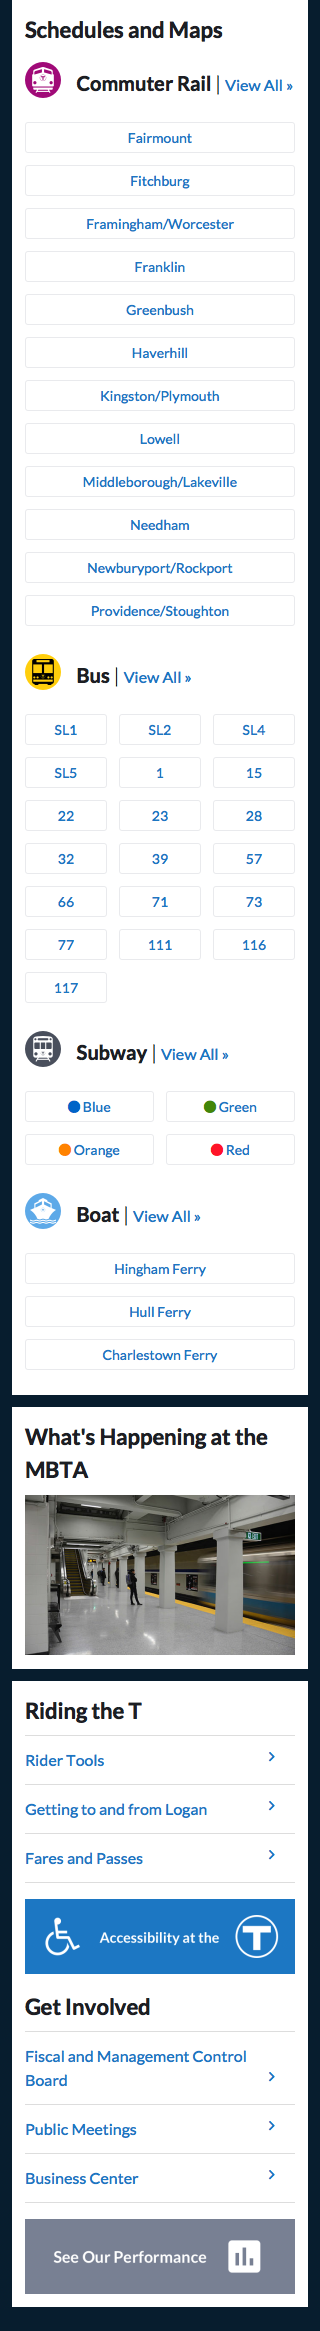 Schedules and Maps
Commuter Rail | View All »
Fairmount
Fitchburg
Framingham/Worcester
Franklin
Greenbush
Haverhill
Kingston/Plymouth
Lowell
Middleborough/Lakeville
Needham
Newburyport/Rockport
Providence/Stoughton
Bus | View All »
SL1 SL2 SL4
SL5 1 15
22 23 28
32 39 57
66 71 73
77 111 116
117
Subway | View All »
Blue Green
Orange Red
Boat | View All »
Hingham Ferry
Hull Ferry
Charlestown Ferry
What's Happening at the
MBTA
Riding the T
Rider Tools
Getting to and from Logan
Fares and Passes
Accessibility at the T
Get Involved
Fiscal and Management Control
Board
Public Meetings
Business Center
See Our Performance